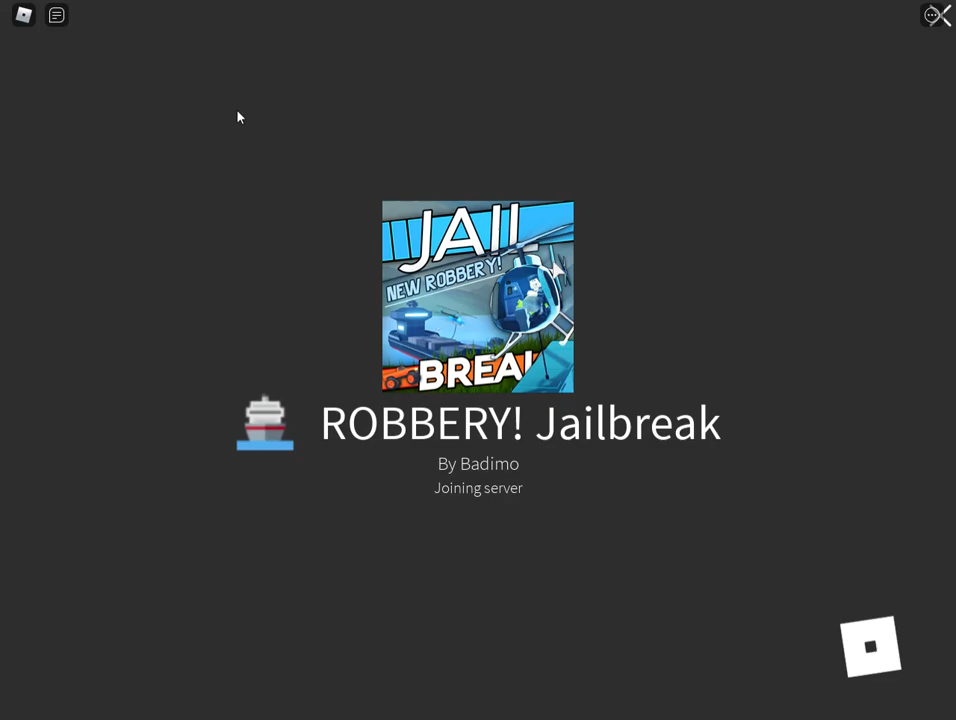 JAIL
NEW ROBBERY!
BREA
ROBBERY! Jailbreak
By Badimo
Joining server